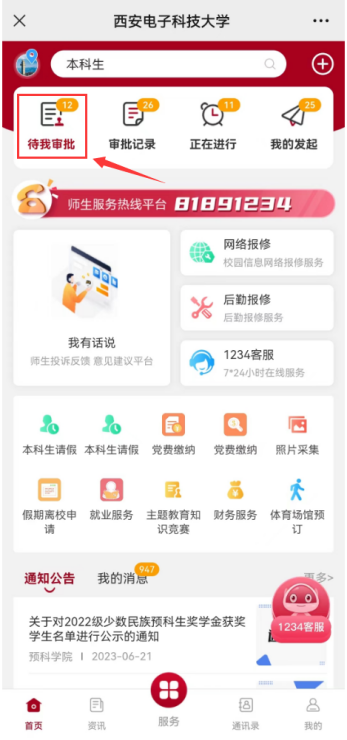 西安电子科技大学
本科生
12
26
11
25
待我审批
审批记录
正在进行
我的发起
师生服务热线平台 81891234
网络报修
校园信息网络报修服务
后勤报修
后勤报修服务
我有话说
师生投诉反馈 意见建议平台
1234客服
7*24小时在线服务
本科生请假
本科生请假
党费缴纳
党费缴纳
照片采集
假期离校申
请
就业服务
主题教育知
识竞赛
财务服务
体育场馆预
订
通知公告
我的消息
947
更多>
1234客服
关于对2022级少数民族预科生奖学金获奖
学生名单进行公示的通知
预科学院 | 2023-06-21
首页
资讯
服务
通讯录
我的